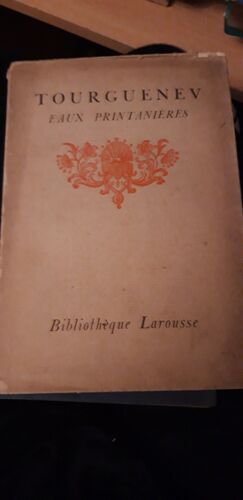 TOURGUENEV
EAUX PRINTANIÈRES
Bibliothèque Larousse